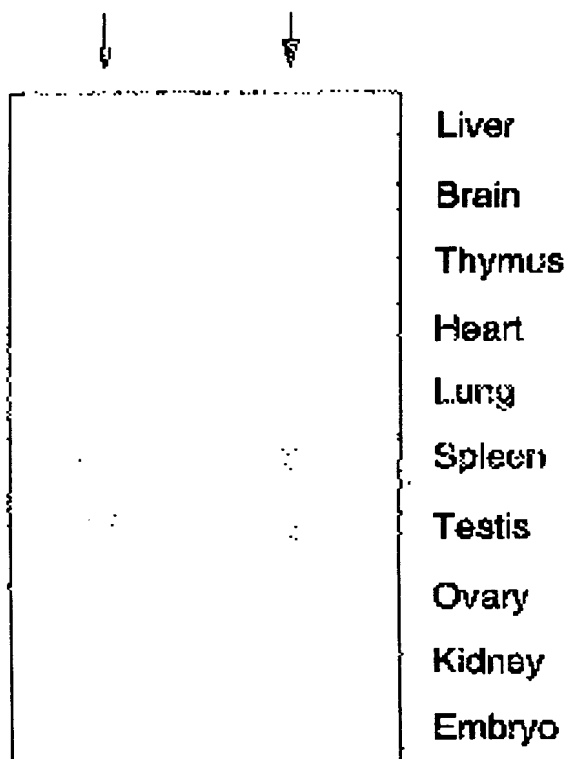 Liver
Brain
Thymus
Heart
Lung
Spleen
Testis
Ovary
Kidney
Embryo